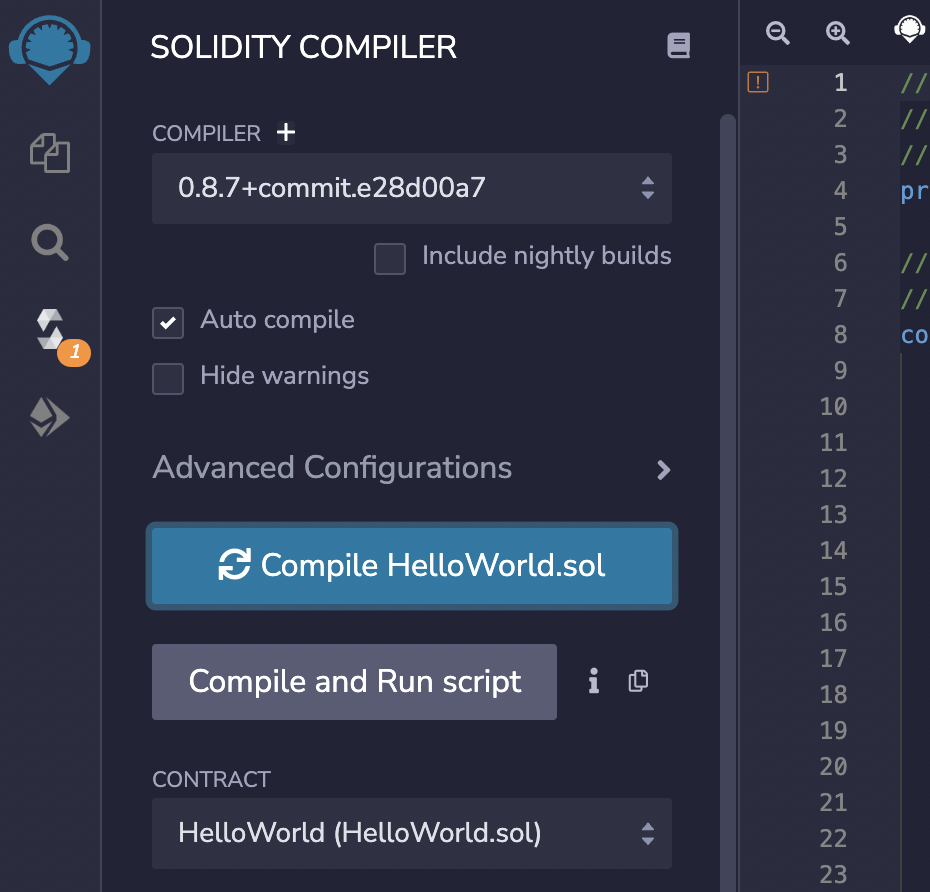 SOLIDITY COMPILER
COMPILER +
0.8.7+commit.e28d00a7
Include nightly builds
Auto compile
Hide warnings
1
Advanced Configurations
Compile HelloWorld.sol
Compile and Run script
CONTRACT
HelloWorld (HelloWorld.sol)
1 //
2 //
3 //
4 pr
5
6 //
7 //
8 co
9
10
11
12
13
14
15
16
17
18
19
20
21
22
23